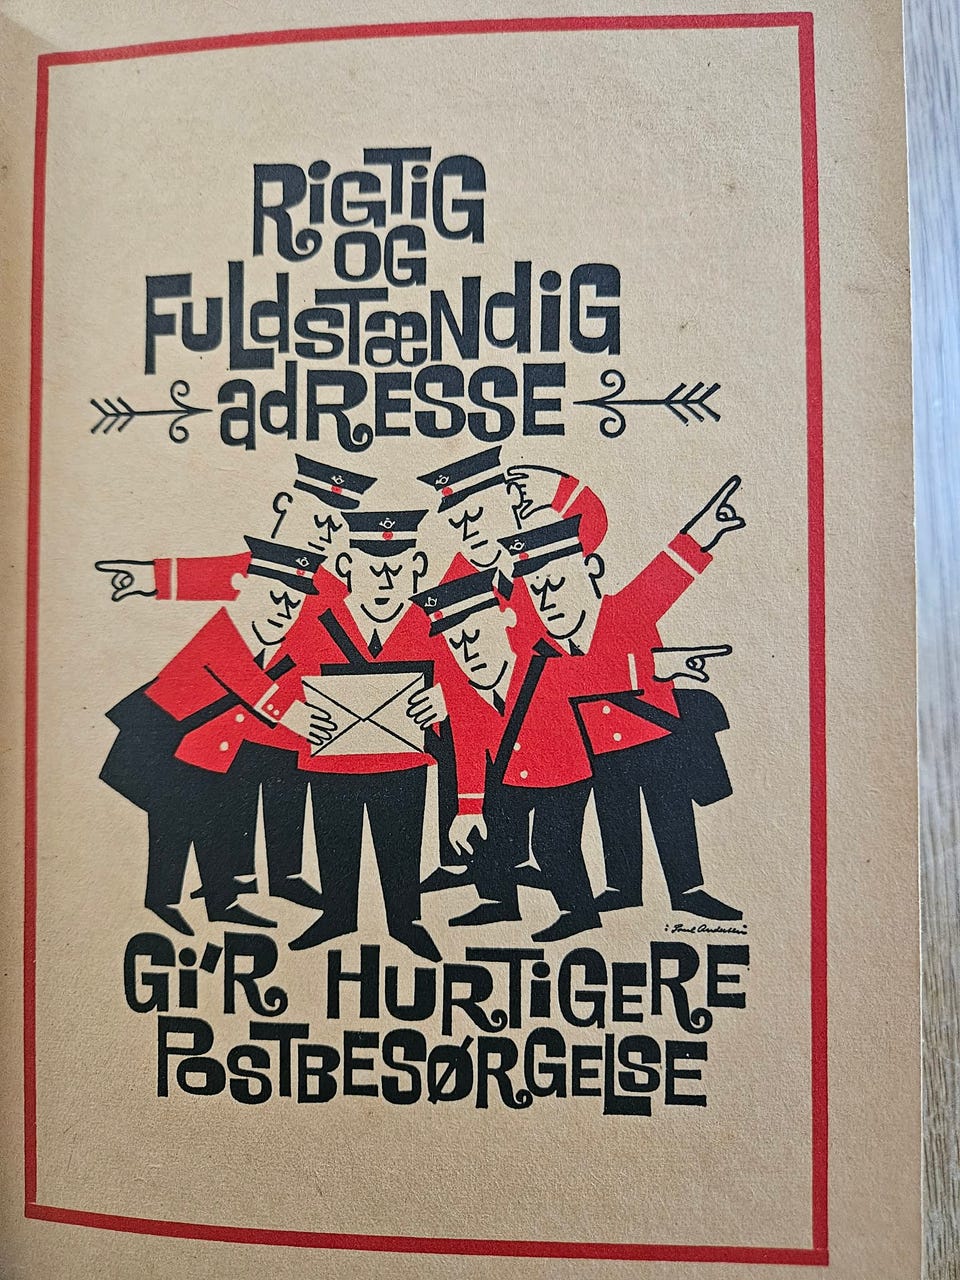 RiGTiG
OG
FuLdsTæNdiG
adRESSE
Gi'R HURTiGERE
PosTBESØRGELSE